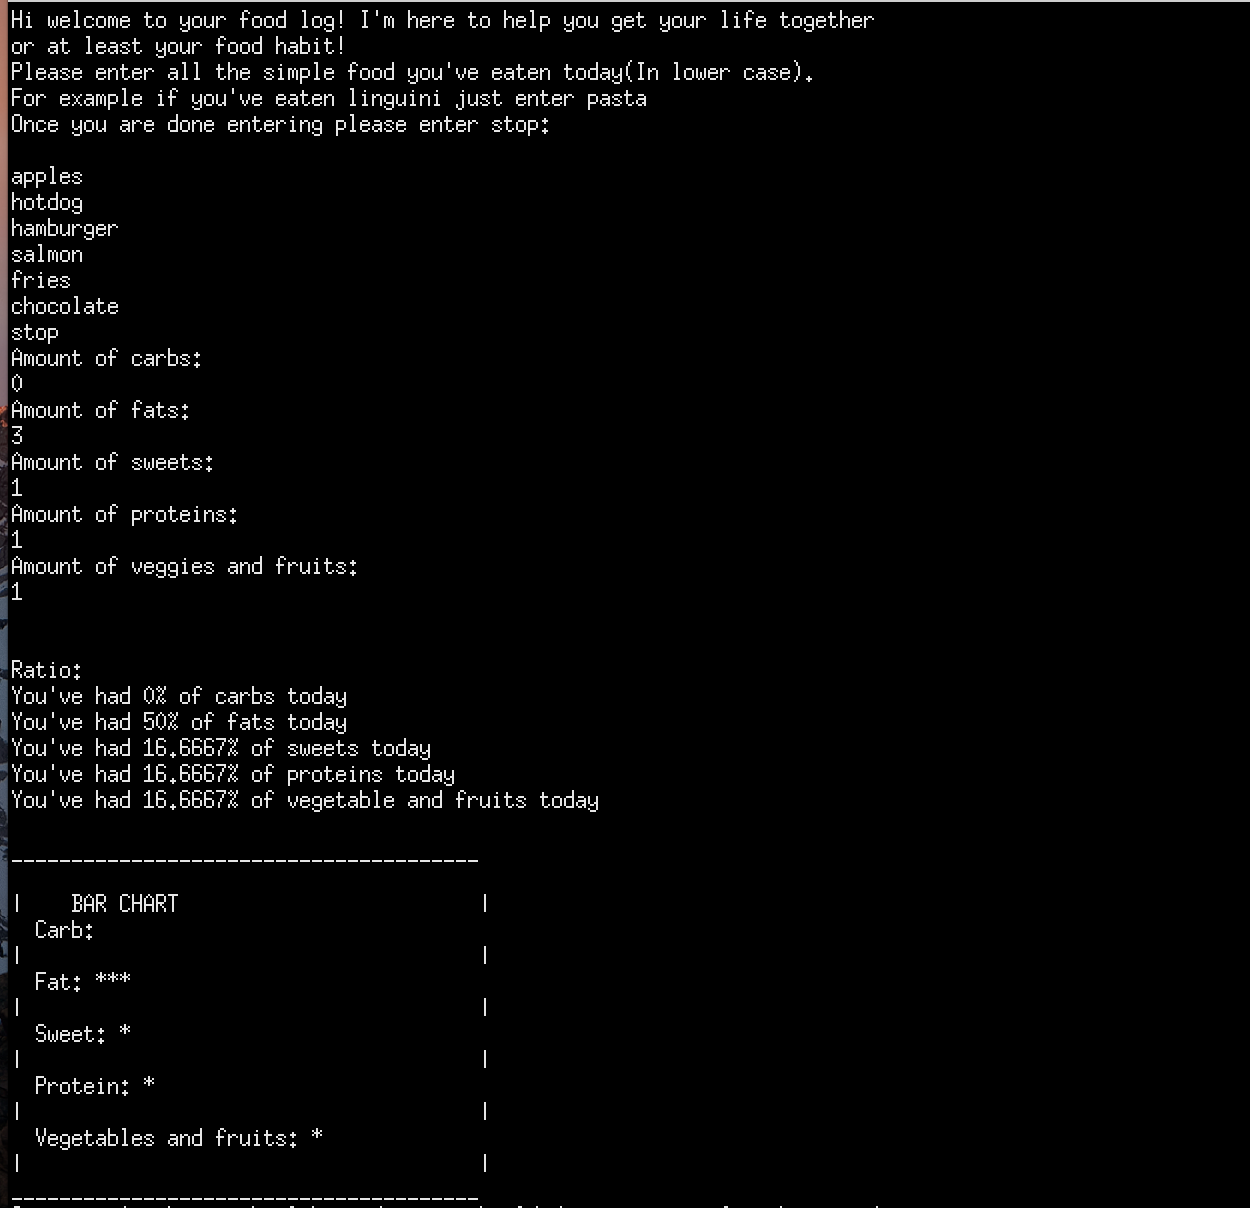 Hi welcome to your food log! I'm here to help you get your life together
or at least your food habit!
Please enter all the simple food you've eaten today(In lower case).
For example if you've eaten linguini just enter pasta
Once you are done entering please enter stop:
apples
hotdog
hamburger
salmon
fries
chocolate
stop
Amount of carbs:
0
Amount of fats:
3
Amount of sweets:
1
Amount of proteins:
1
Amount of veggies and fruits:
1
Ratio:
You've had 0% of carbs today
You've had 50% of fats today
You've had 16.6667% of sweets today
You've had 16.6667% of proteins today
You've had 16.6667% of vegetable and fruits today
---------------------------------------
| BAR CHART |
Carb:
| |
Fat: ***
| |
Sweet: *
| |
Protein: *
| |
Vegetables and fruits: *
| |
---------------------------------------